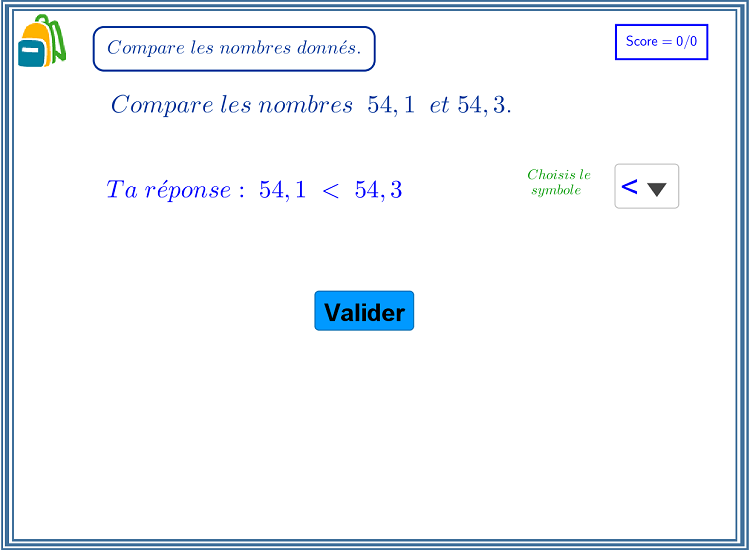 Compare les nombres donnés.
Score = 0/0
Compare les nombres 54, 1 et 54, 3.
Ta réponse : 54, 1 < 54, 3
Choisis le
symbole
<
Valider